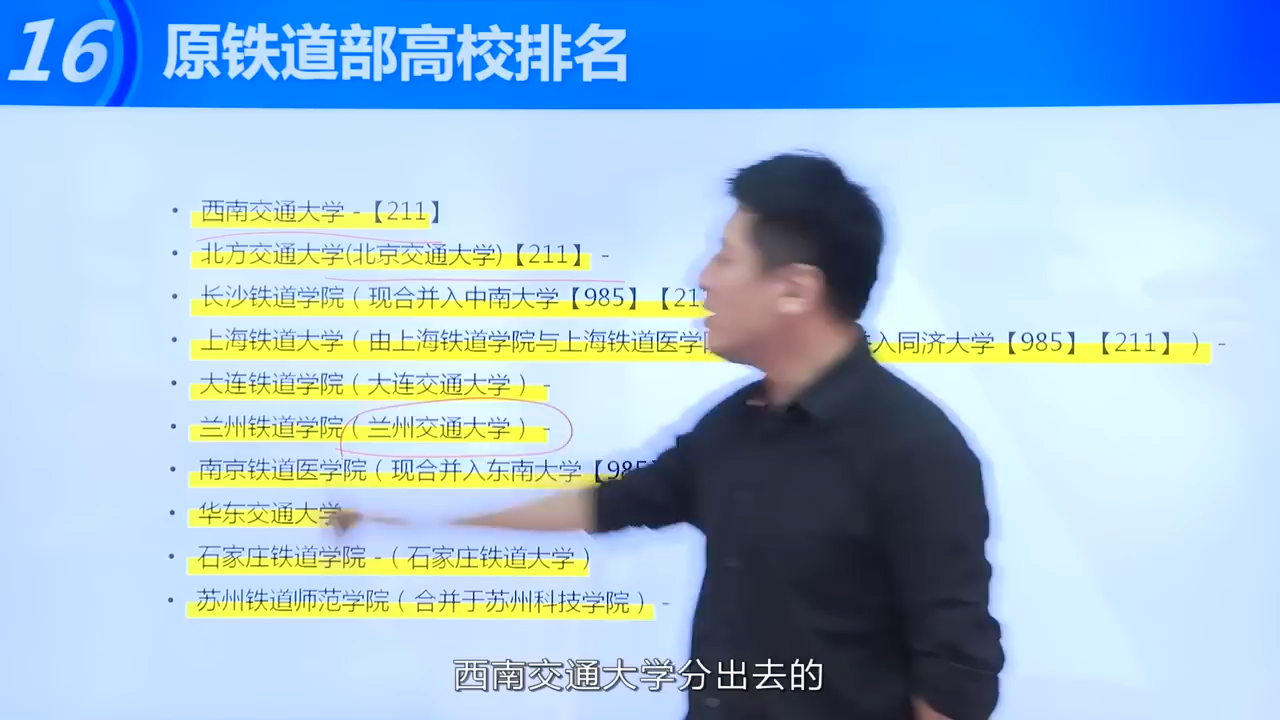 16 原铁道部高校排名
• 西南交通大学 -【211】
• 北方交通大学(北京交通大学)【211】 -
• 长沙铁道学院（现合并入中南大学【985】【21
• 上海铁道大学（由上海铁道学院与上海铁道医学 入同济大学【985】【211】）-
• 大连铁道学院（大连交通大学）-
• 兰州铁道学院（兰州交通大学）-
• 南京铁道医学院（现合并入东南大学【985
• 华东交通大学
• 石家庄铁道学院 -（石家庄铁道大学）
• 苏州铁道师范学院（合并于苏州科技学院）-
西南交通大学分出去的